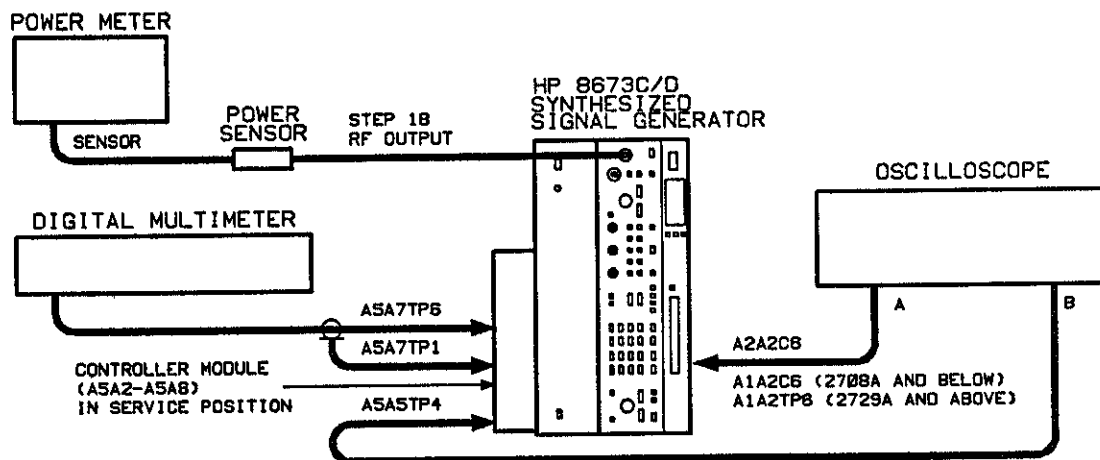 POWER METER
SENSOR
POWER
SENSOR
STEP 18
RF OUTPUT
HP 8673C/D
SYNTHESIZED
SIGNAL GENERATOR
OSCILLOSCOPE
DIGITAL MULTIMETER
A5A7TP6
A5A7TP1
CONTROLLER MODULE
(A5A2-A5A8)
IN SERVICE POSITION
A5A5TP4
A
B
A2A2C6
A1A2C6 (2708A AND BELOW)
A1A2TP6 (2729A AND ABOVE)